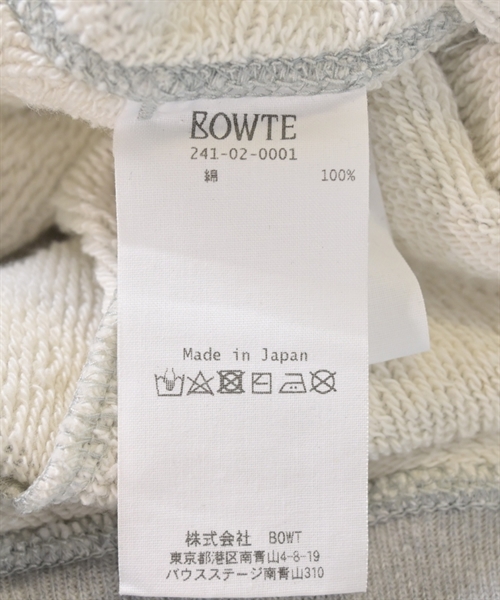 BOWTE
241-02-0001
綿 100%
Made in Japan
株式会社 BOWT
東京都港区南青山4-8-19
バウスステージ南青山310